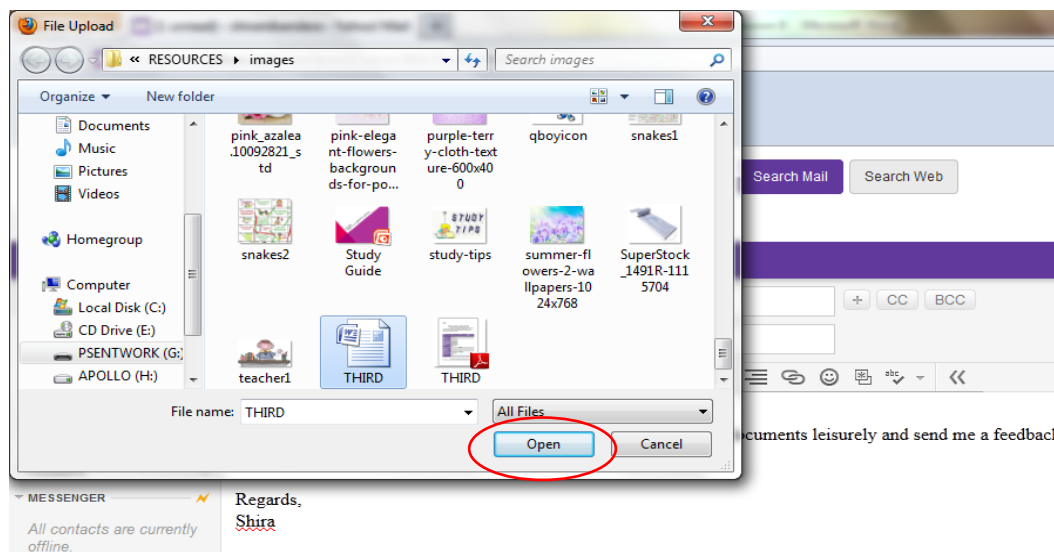 File Upload
« RESOURCES ▸ images
Search images
Organize
New folder
Documents
Music
Pictures
Videos
Homegroup
Computer
Local Disk (C:)
CD Drive (E:)
PSENTWORK (G:)
APOLLO (H:)
pink_azalea
.10092821_s
td
pink-elega
nt-flowers-
backgroun
ds-for-po...
purple-terr
y-cloth-text
ure-600x40
0
qboyicon
snakes1
snakes2
Study
Guide
STUDY
TIPS
study-tips
summer-fl
owers-2-wa
llpapers-10
24x768
SuperStock
_1491R-111
5704
teacher1
THIRD
THIRD
File name: THIRD
All Files
Open
Cancel
Search Mail
Search Web
+ CC BCC
abc
documents leisurely and send me a feedback
Regards,
Shira
MESSENGER
All contacts are currently
offline.